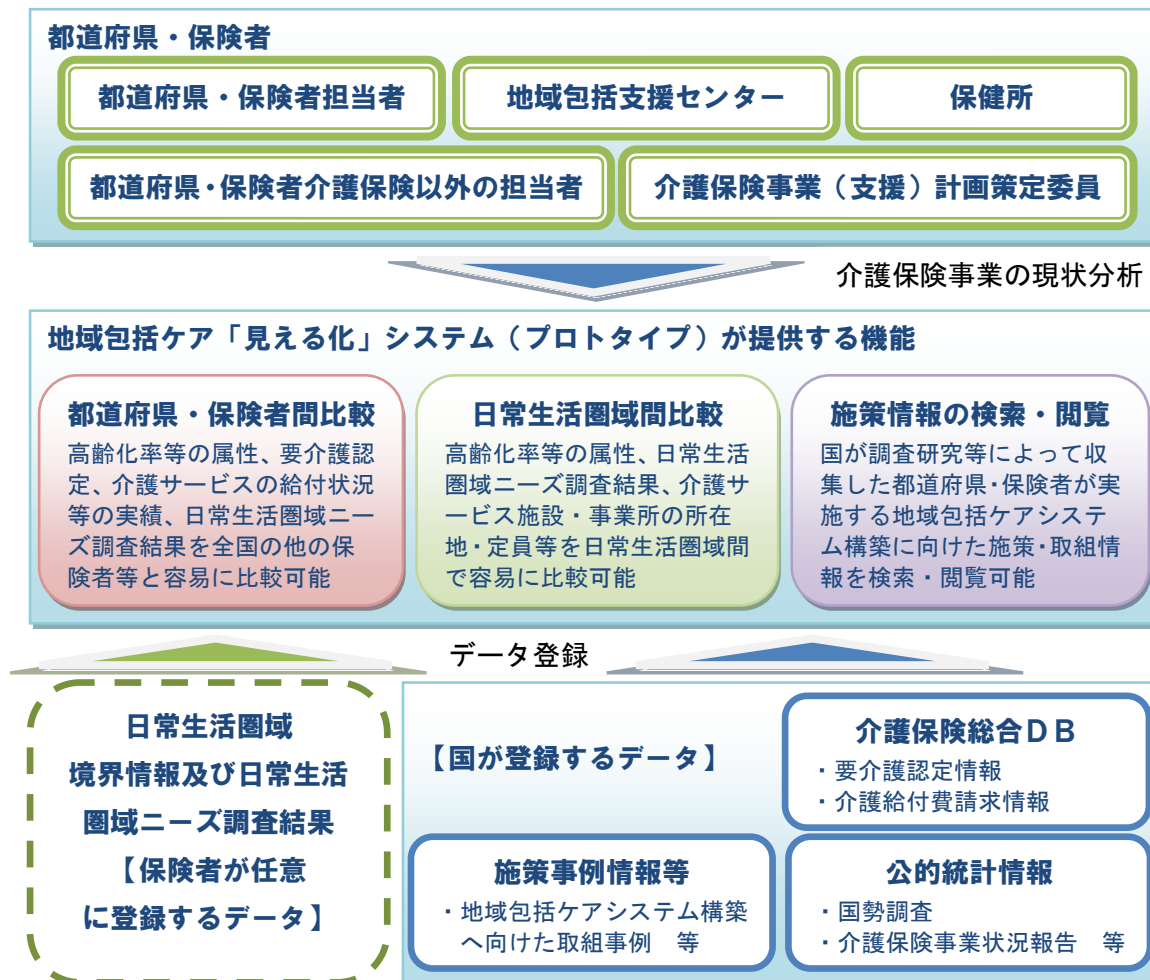 都道府県・保険者
都道府県・保険者担当者
地域包括支援センター
保健所
都道府県・保険者介護保険以外の担当者
介護保険事業（支援）計画策定委員
介護保険事業の現状分析
地域包括ケア「見える化」システム（プロトタイプ）が提供する機能
都道府県・保険者間比較
高齢化率等の属性、要介護認
定、介護サービスの給付状況
等の実績、日常生活圏域ニー
ズ調査結果を全国の他の保
険者等と容易に比較可能
日常生活圏域間比較
高齢化率等の属性、日常生活
圏域ニーズ調査結果、介護サ
ービス施設・事業所の所在
地・定員等を日常生活圏域間
で容易に比較可能
施策情報の検索・閲覧
国が調査研究等によって収
集した都道府県・保険者が実
施する地域包括ケアシステ
ム構築に向けた施策・取組情
報を検索・閲覧可能
データ登録
日常生活圏域
境界情報及び日常生活
圏域ニーズ調査結果
【保険者が任意
に登録するデータ】
【国が登録するデータ】
介護保険総合ＤＢ
・要介護認定情報
・介護給付費請求情報
施策事例情報等
・地域包括ケアシステム構築
へ向けた取組事例　等
公的統計情報
・国勢調査
・介護保険事業状況報告　等